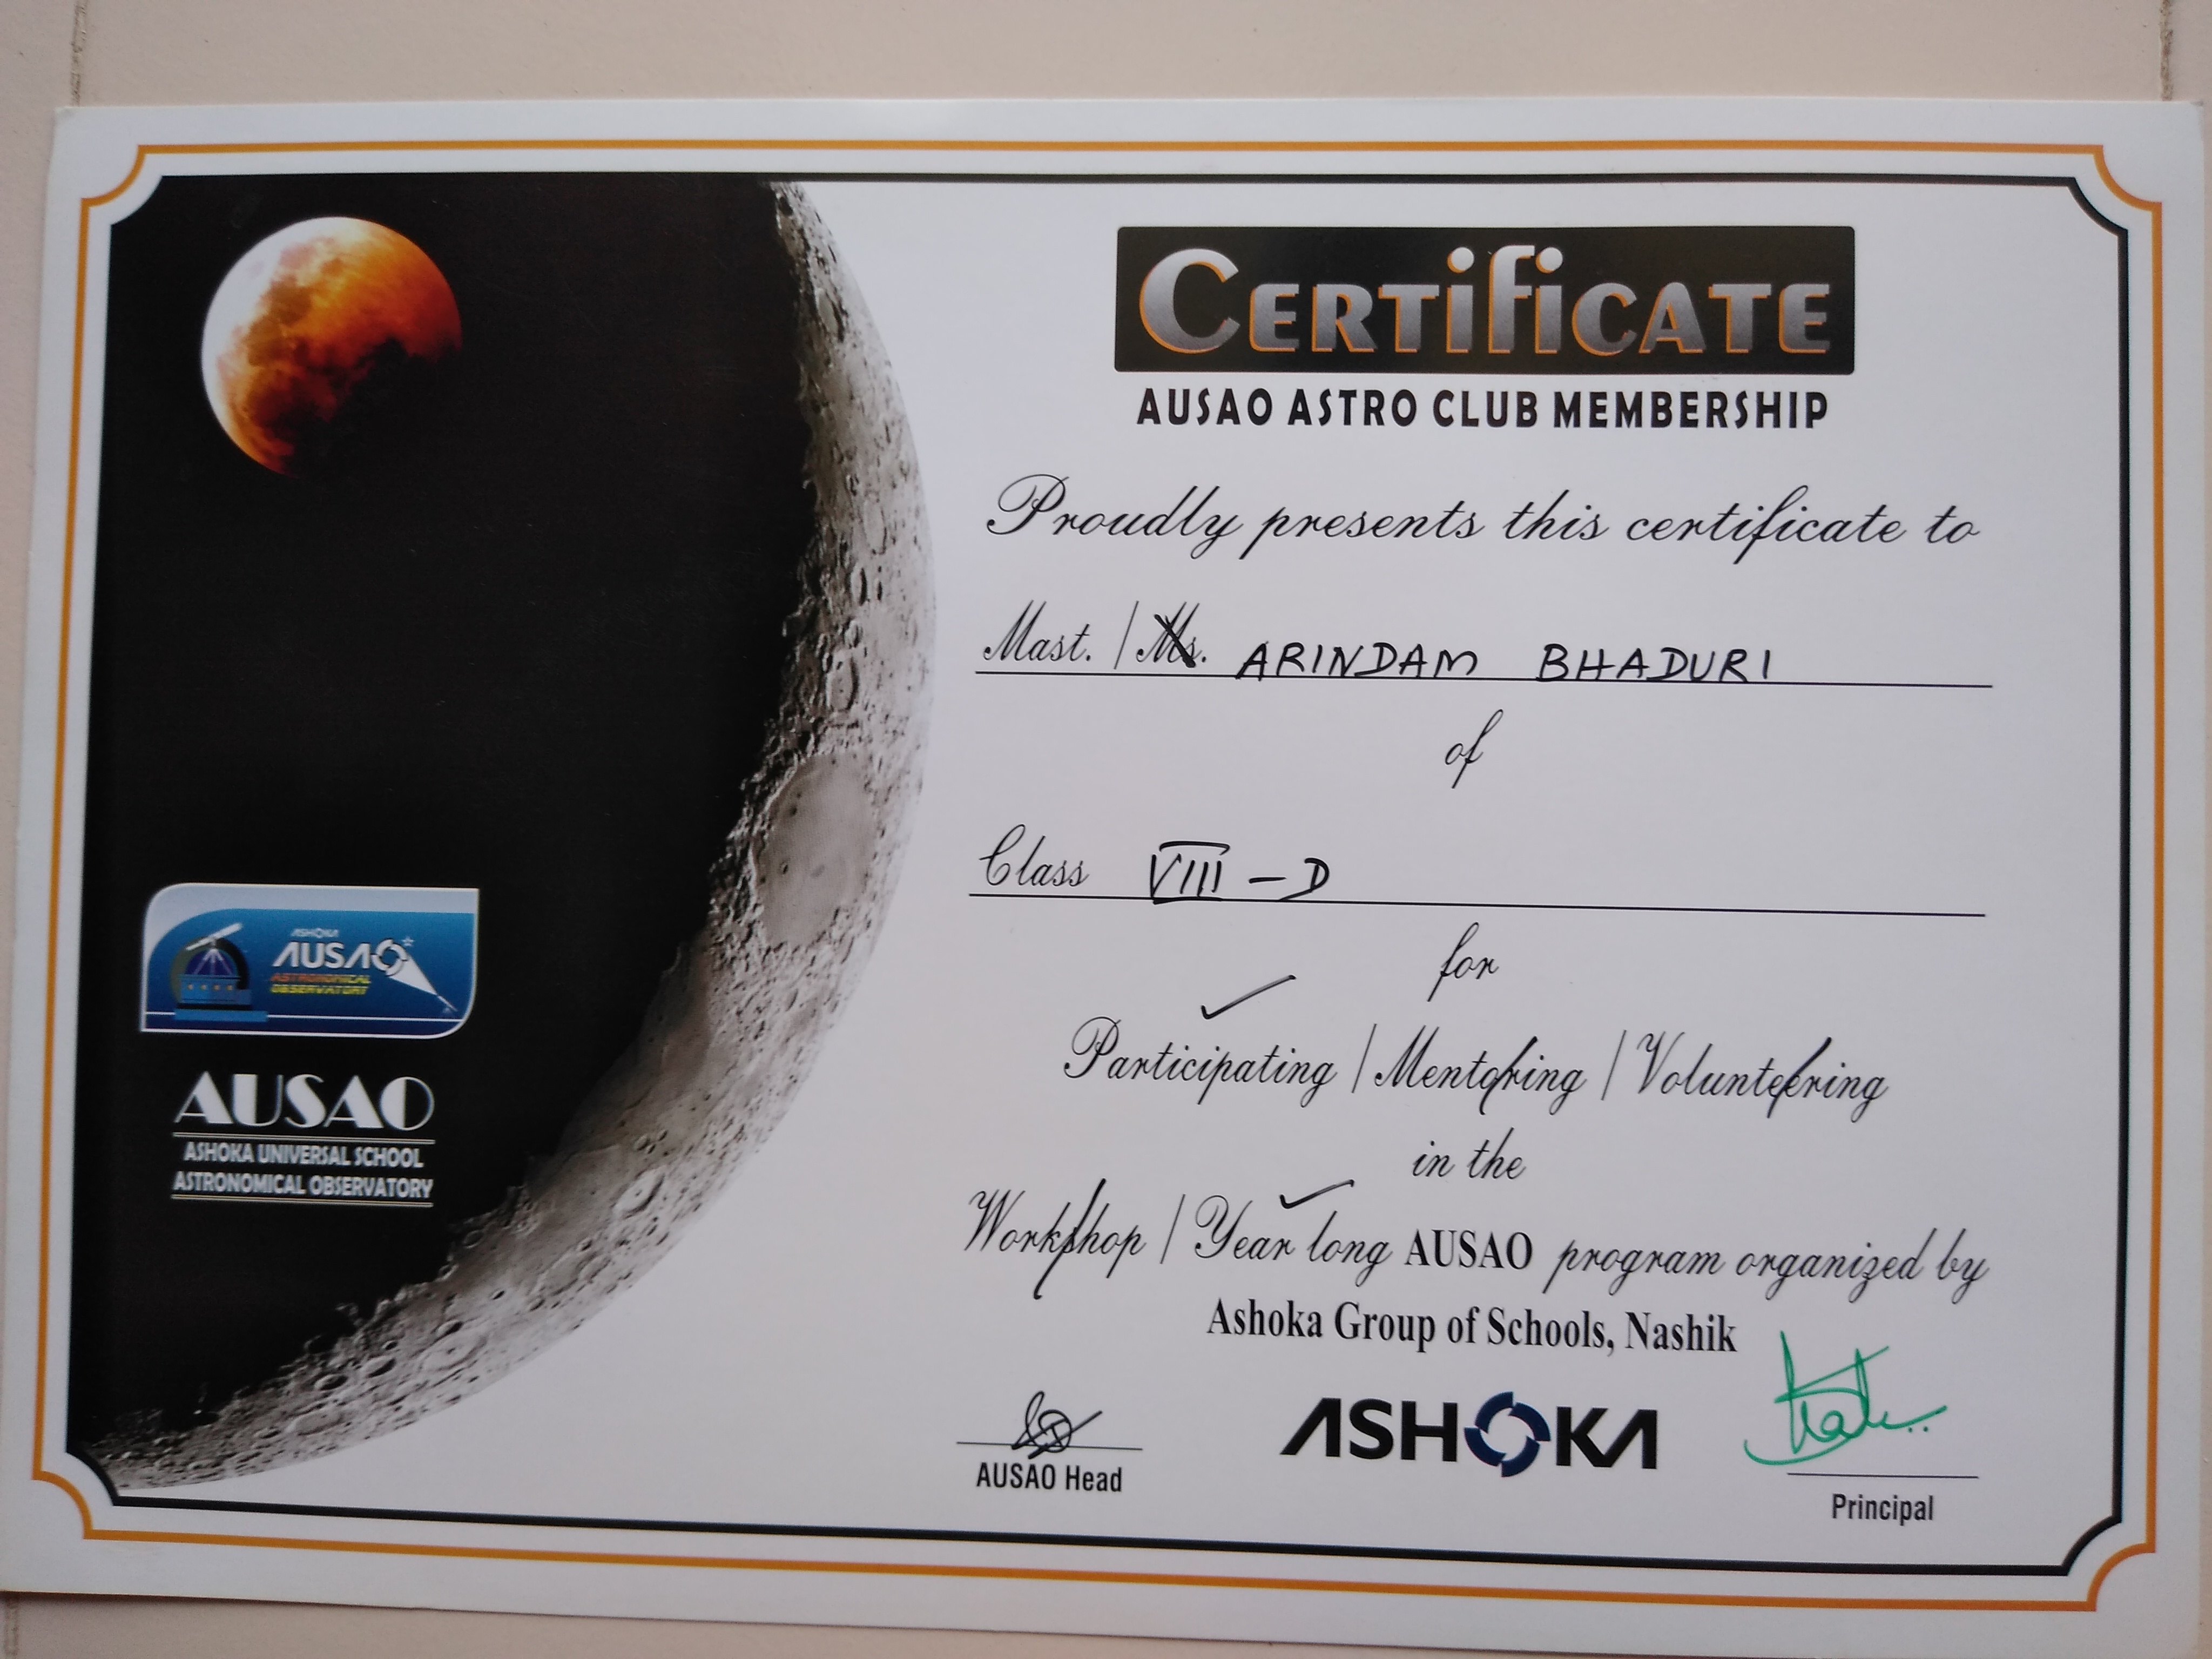 CERTifiCATE
AUSAO ASTRO CLUB MEMBERSHIP
Proudly presents this certificate to
Mast. / Ms. ARINDAM BHADURI
of
Class VIII - D
for
Participating / Mentoring / Volunteering
in the
Workshop / Year long AUSAO program organized by
Ashoka Group of Schools, Nashik
AUSAO Head
ASHOKA
Principal
ASHOKA
AUSAO
ASTRONOMICAL
OBSERVATORY
AUSAO
ASHOKA UNIVERSAL SCHOOL
ASTRONOMICAL OBSERVATORY